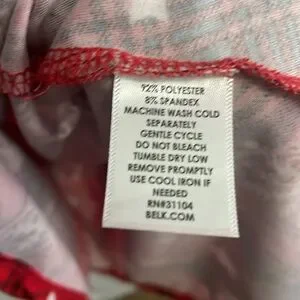 92% POLYESTER
8% SPANDEX
MACHINE WASH COLD
SEPARATELY
GENTLE CYCLE
DO NOT BLEACH
TUMBLE DRY LOW
REMOVE PROMPTLY
USE COOL IRON IF
NEEDED
RN#31104
BELK.COM